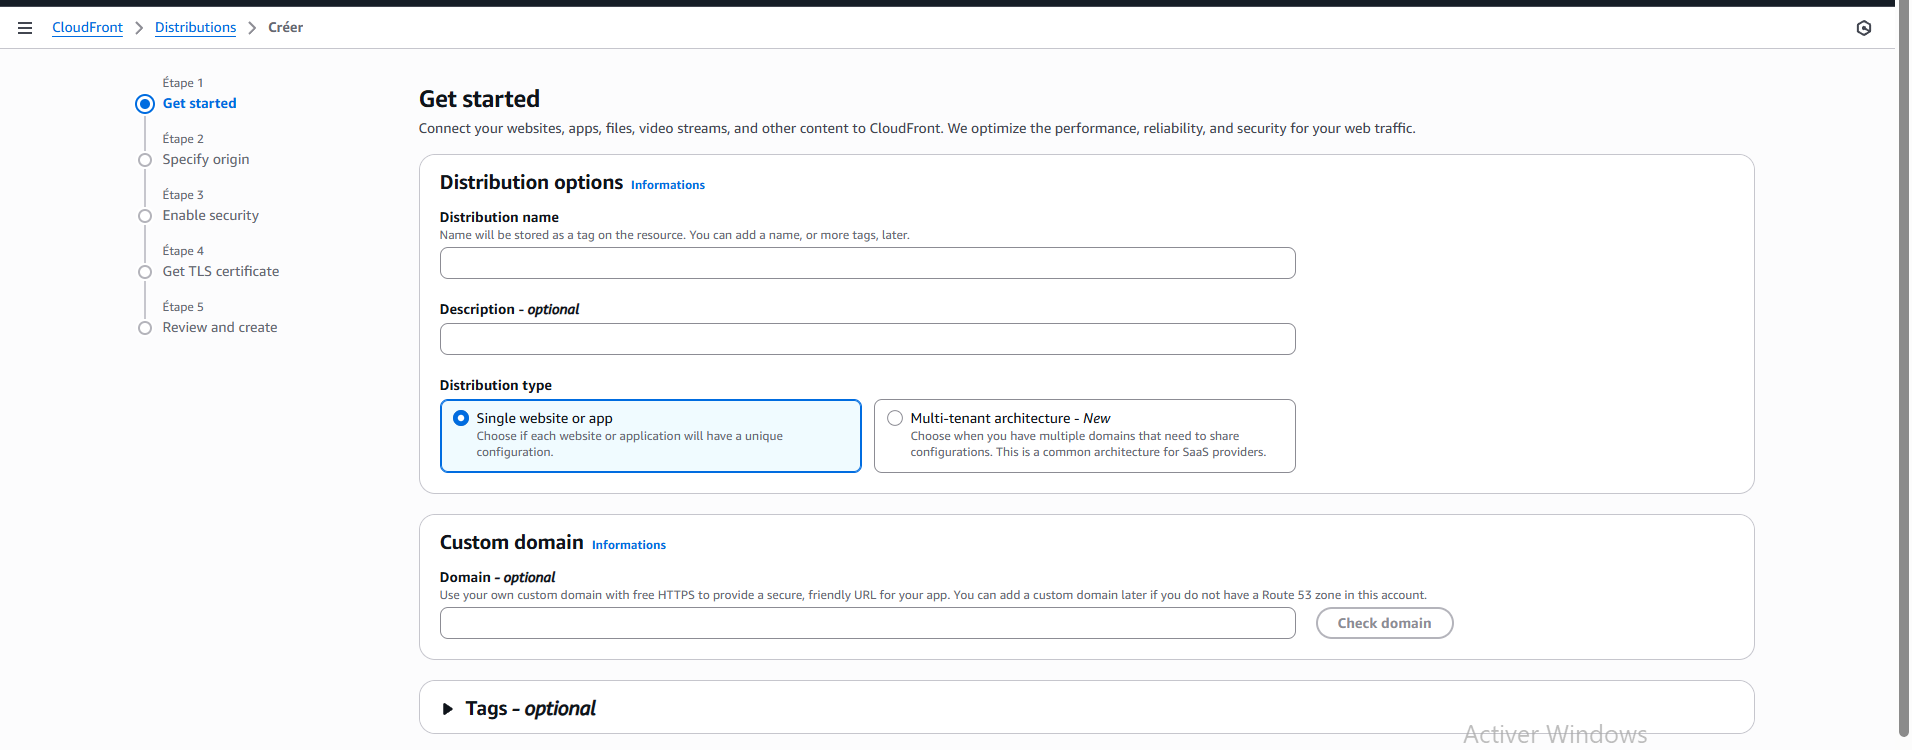 CloudFront > Distributions > Créer
Étape 1
Get started
Étape 2
Specify origin
Étape 3
Enable security
Étape 4
Get TLS certificate
Étape 5
Review and create
Get started
Connect your websites, apps, files, video streams, and other content to CloudFront. We optimize the performance, reliability, and security for your web traffic.
Distribution options Informations
Distribution name
Name will be stored as a tag on the resource. You can add a name, or more tags, later.
Description - optional
Distribution type
Single website or app
Choose if each website or application will have a unique
configuration.
Multi-tenant architecture - New
Choose when you have multiple domains that need to share
configurations. This is a common architecture for SaaS providers.
Custom domain Informations
Domain - optional
Use your own custom domain with free HTTPS to provide a secure, friendly URL for your app. You can add a custom domain later if you do not have a Route 53 zone in this account.
Check domain
Tags - optional
Activer Windows